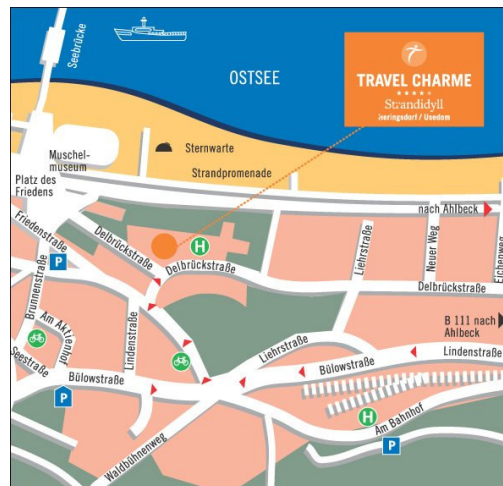 Seebrücke
OSTSEE
TRAVEL CHARME
★★★★
Strandidyll
Heringsdorf / Usedom
Sternwarte
Muschel-
museum
Strandpromenade
Platz des
Friedens
nach Ahlbeck
Friedenstraße
Delbrückstraße
H
Delbrückstraße
Liehrstraße
Neuer Weg
Eichenweg
P
Delbrückstraße
Brunnenstraße
Am Aktienhof
Lindenstraße
B 111 nach
Ahlbeck
Liehrstraße
Lindenstraße
Seestraße
Bülowstraße
Bülowstraße
P
H
Am Bahnhof
P
Waldbühnenweg